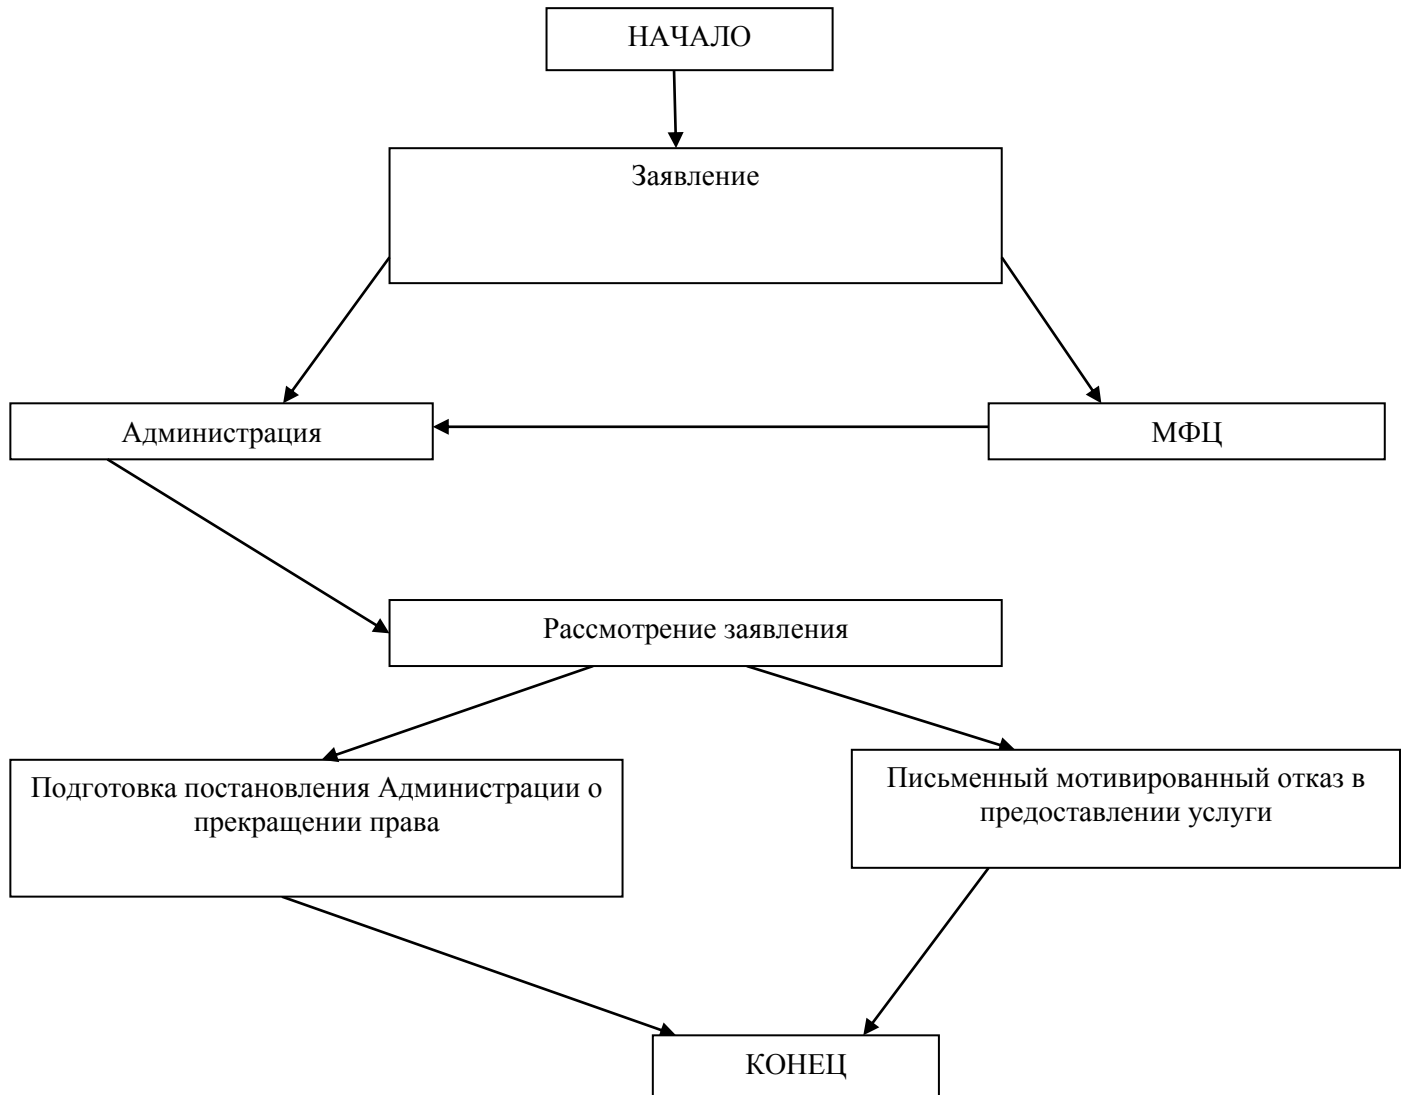 НАЧАЛО
Заявление
Администрация
МФЦ
Рассмотрение заявления
Подготовка постановления Администрации о
прекращении права
Письменный мотивированный отказ в
предоставлении услуги
КОНЕЦ